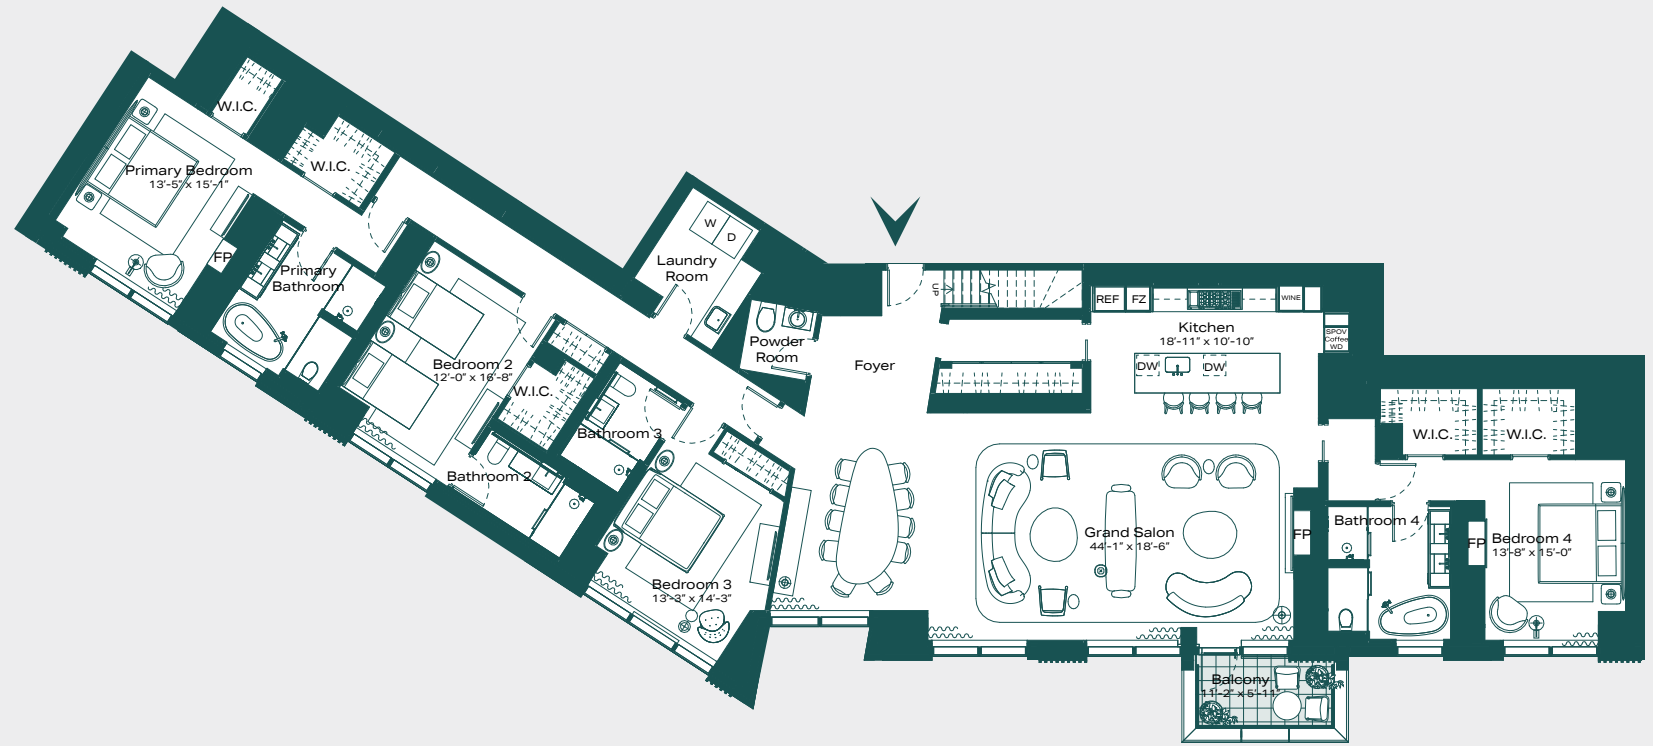 W.I.C.
W.I.C.
Primary Bedroom
13'-5" x 15'-1"
FP
Primary
Bathroom
W
D
Laundry
Room
Bedroom 2
12'-0" x 16'-8"
W.I.C.
Bathroom 3
Bathroom 2
Bedroom 3
13'-3" x 14'-3"
Powder
Room
Foyer
UP
REF
FZ
WINE
SPOV
Coffee
WD
Kitchen
18'-11" x 10'-10"
DW
DW
W.I.C.
W.I.C.
Grand Salon
44'-1" x 18'-6"
FP
Bathroom 4
FP
Bedroom 4
13'-8" x 15'-0"
Balcony
11'-2" x 5'-11"